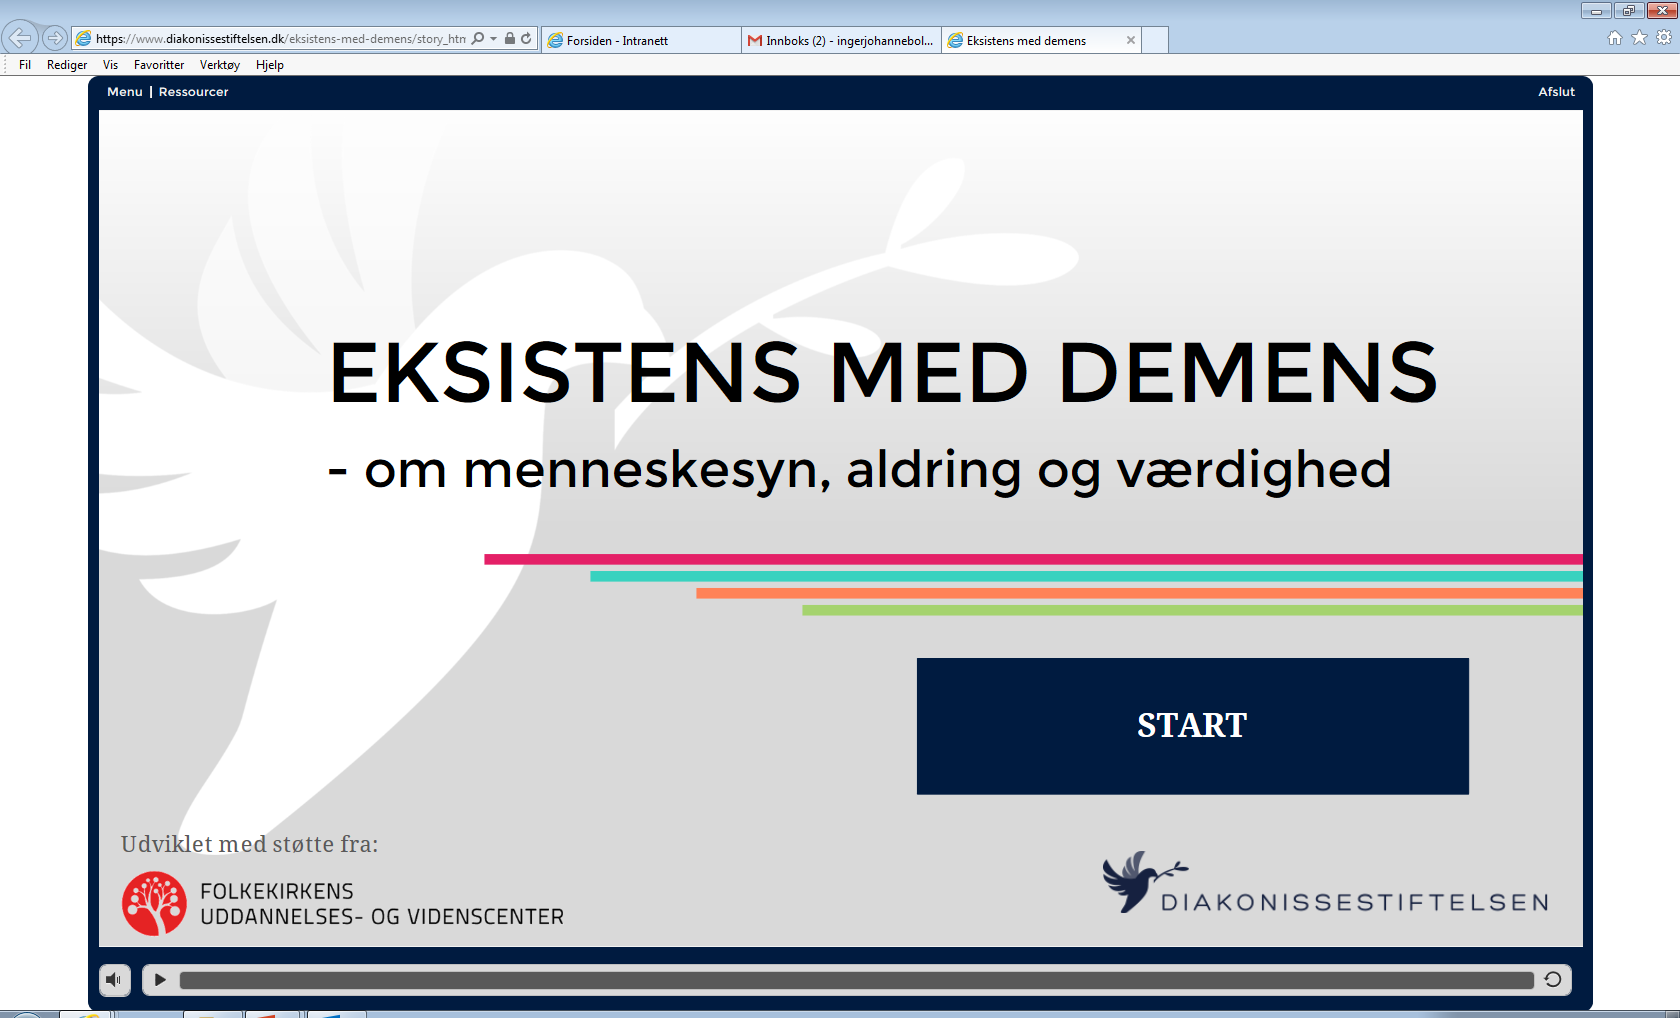 https://www.diakonissestiftelsen.dk/eksistens-med-demens/story_htn
Forsiden - Intranett
Innboks (2) - ingerjohannebol...
Eksistens med demens
Fil Rediger Vis Favoritter Verktøy Hjelp
Menu | Ressourcer
Afslut
EKSISTENS MED DEMENS
- om menneskesyn, aldring og værdighed
START
Udviklet med støtte fra:
FOLKEKIRKENS
UDDANNELSES- OG VIDENSCENTER
DIAKONISSESTIFTELSEN